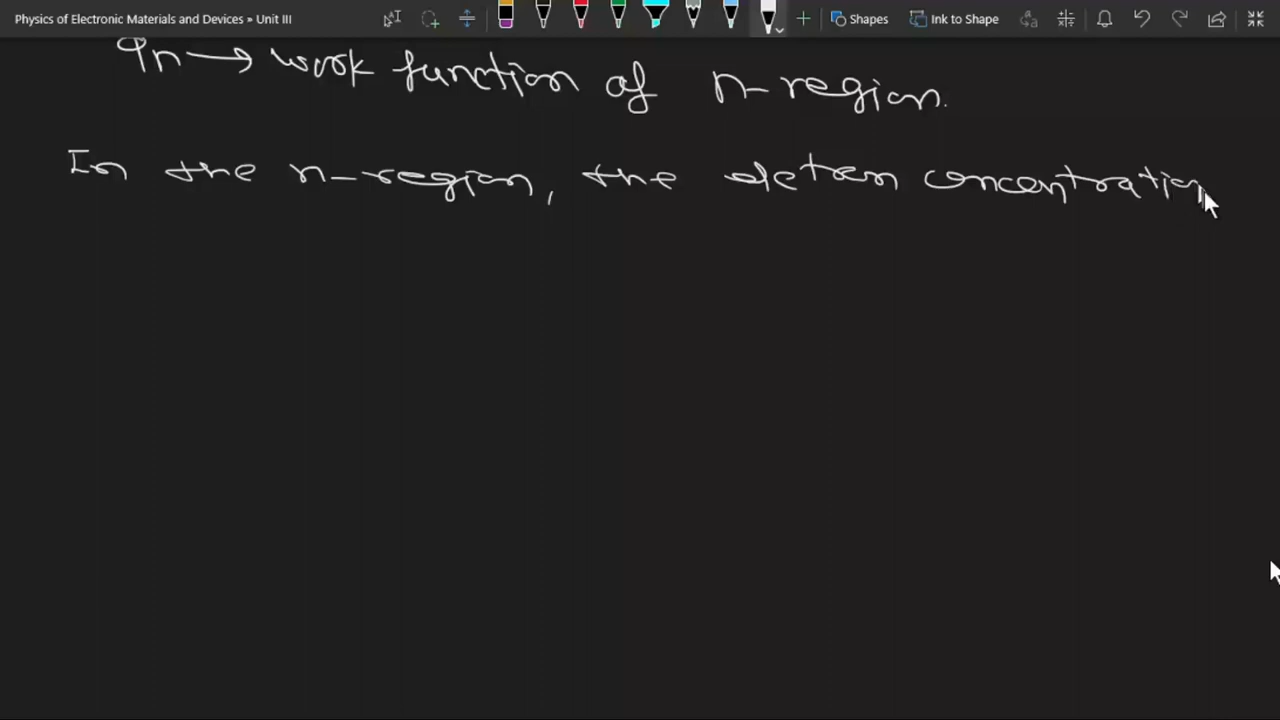 Physics of Electronic Materials and Devices » Unit III
Shapes
Ink to Shape
φn → work function of n-region.
In the n-region, the electron concentration